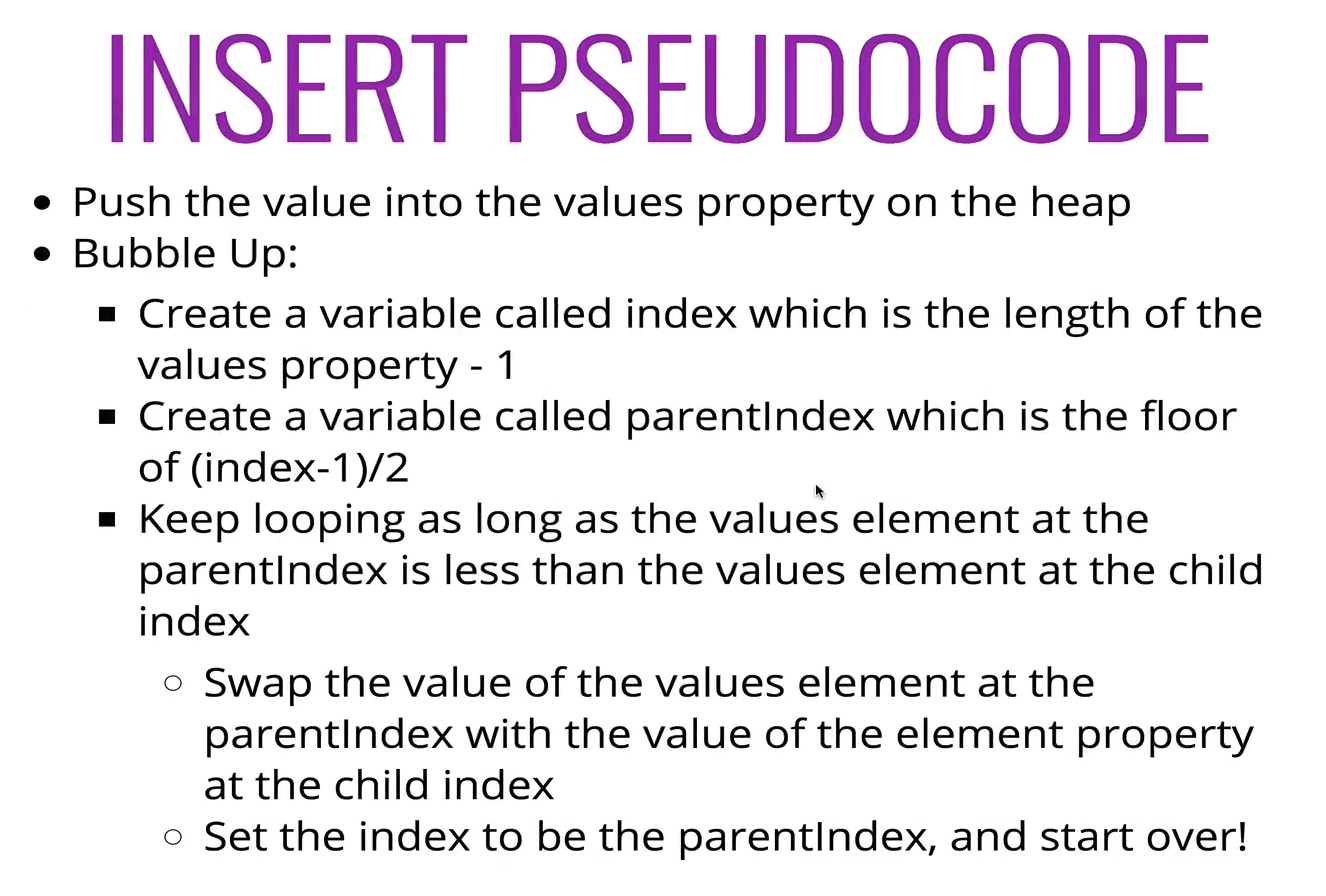 INSERT PSEUDOCODE
• Push the value into the values property on the heap
• Bubble Up:
▪ Create a variable called index which is the length of the
values property - 1
▪ Create a variable called parentIndex which is the floor
of (index-1)/2
▪ Keep looping as long as the values element at the
parentIndex is less than the values element at the child
index
○ Swap the value of the values element at the
parentIndex with the value of the element property
at the child index
○ Set the index to be the parentIndex, and start over!